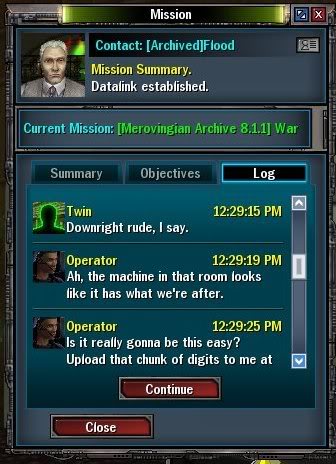 Mission
Contact: [Archived]Flood
Mission Summary.
Datalink established.
Current Mission: [Merovingian Archive 8.1.1] War
Summary
Objectives
Log
Twin 12:29:15 PM
Downright rude, I say.
Operator 12:29:19 PM
Ah, the machine in that room looks
like it has what we're after.
Operator 12:29:25 PM
Is it really gonna be this easy?
Upload that chunk of digits to me at
Continue
Close